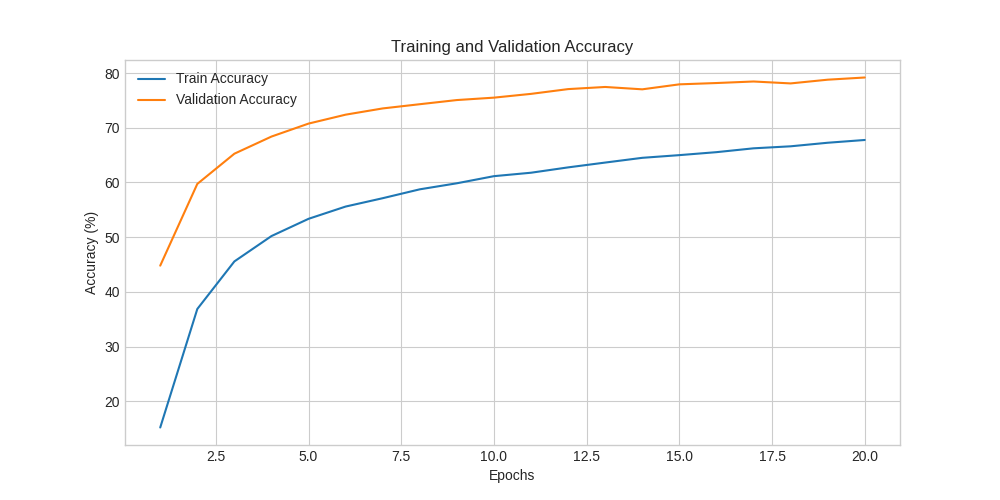 Training and Validation Accuracy
Train Accuracy
Validation Accuracy
Accuracy (%)
80
70
60
50
40
30
20
2.5 5.0 7.5 10.0 12.5 15.0 17.5 20.0
Epochs